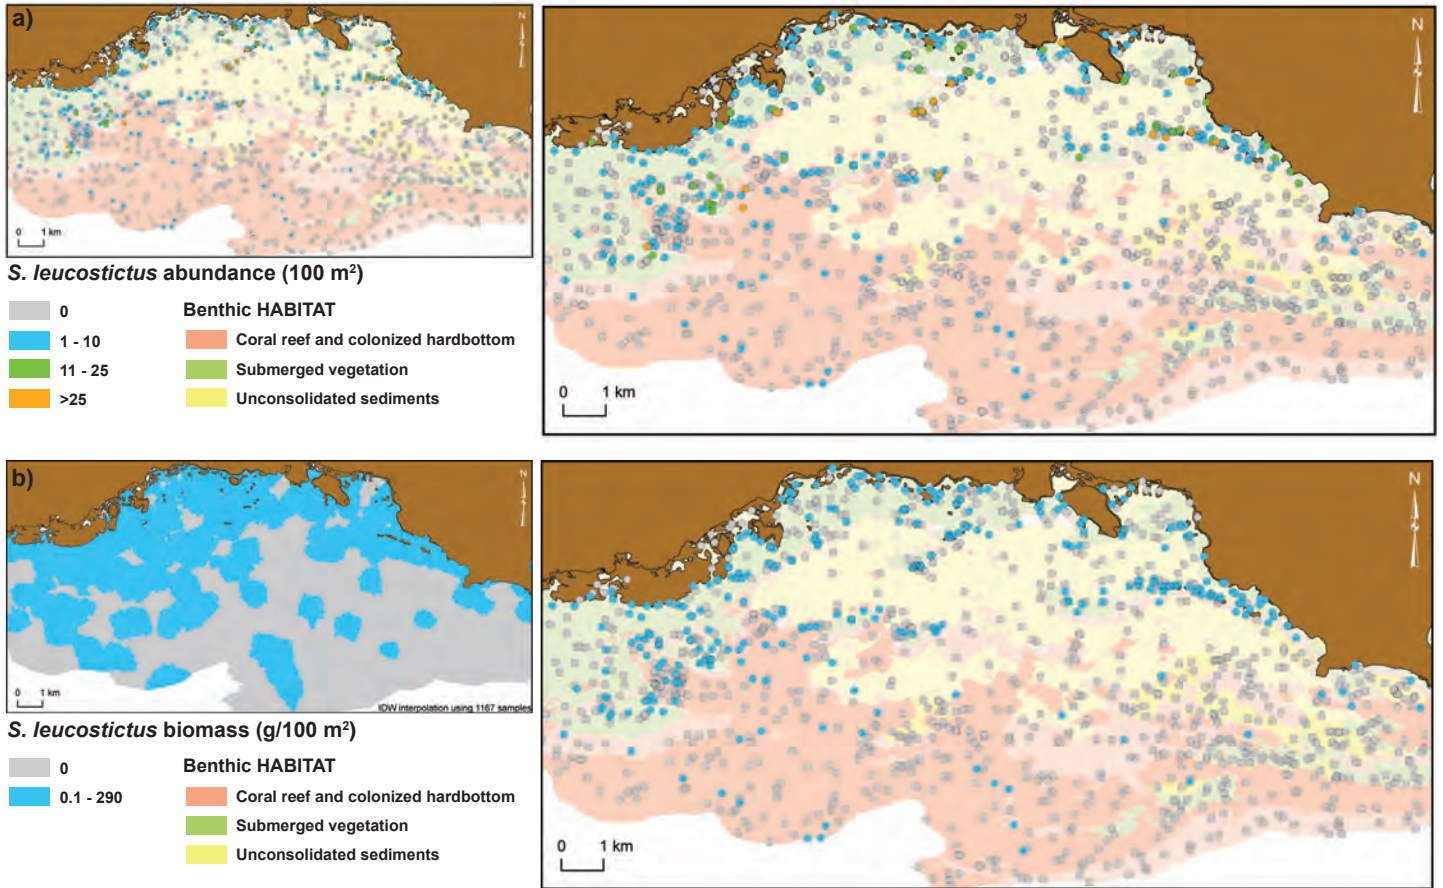 a)
N
0 1 km
N
0 1 km
S. leucostictus abundance (100 m²)
0
1 - 10
11 - 25
>25
Benthic HABITAT
Coral reef and colonized hardbottom
Submerged vegetation
Unconsolidated sediments
b)
N
0 1 km
IDW interpolation using 1167 samples
N
0 1 km
S. leucostictus biomass (g/100 m²)
0
0.1 - 290
Benthic HABITAT
Coral reef and colonized hardbottom
Submerged vegetation
Unconsolidated sediments